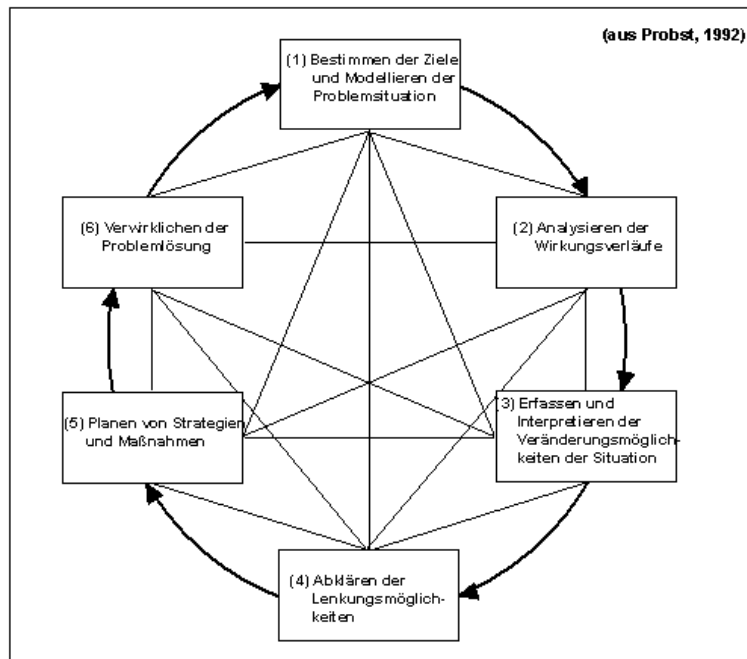 (aus Probst, 1992)
(1) Bestimmen der Ziele
und Modellieren der
Problemsituation
(6) Verwirklichen der
Problemlösung
(2) Analysieren der
Wirkungsverläufe
(5) Planen von Strategien
und Maßnahmen
(3) Erfassen und
Interpretieren der
Veränderungsmöglich-
keiten der Situation
(4) Abklären der
Lenkungsmöglich-
keiten